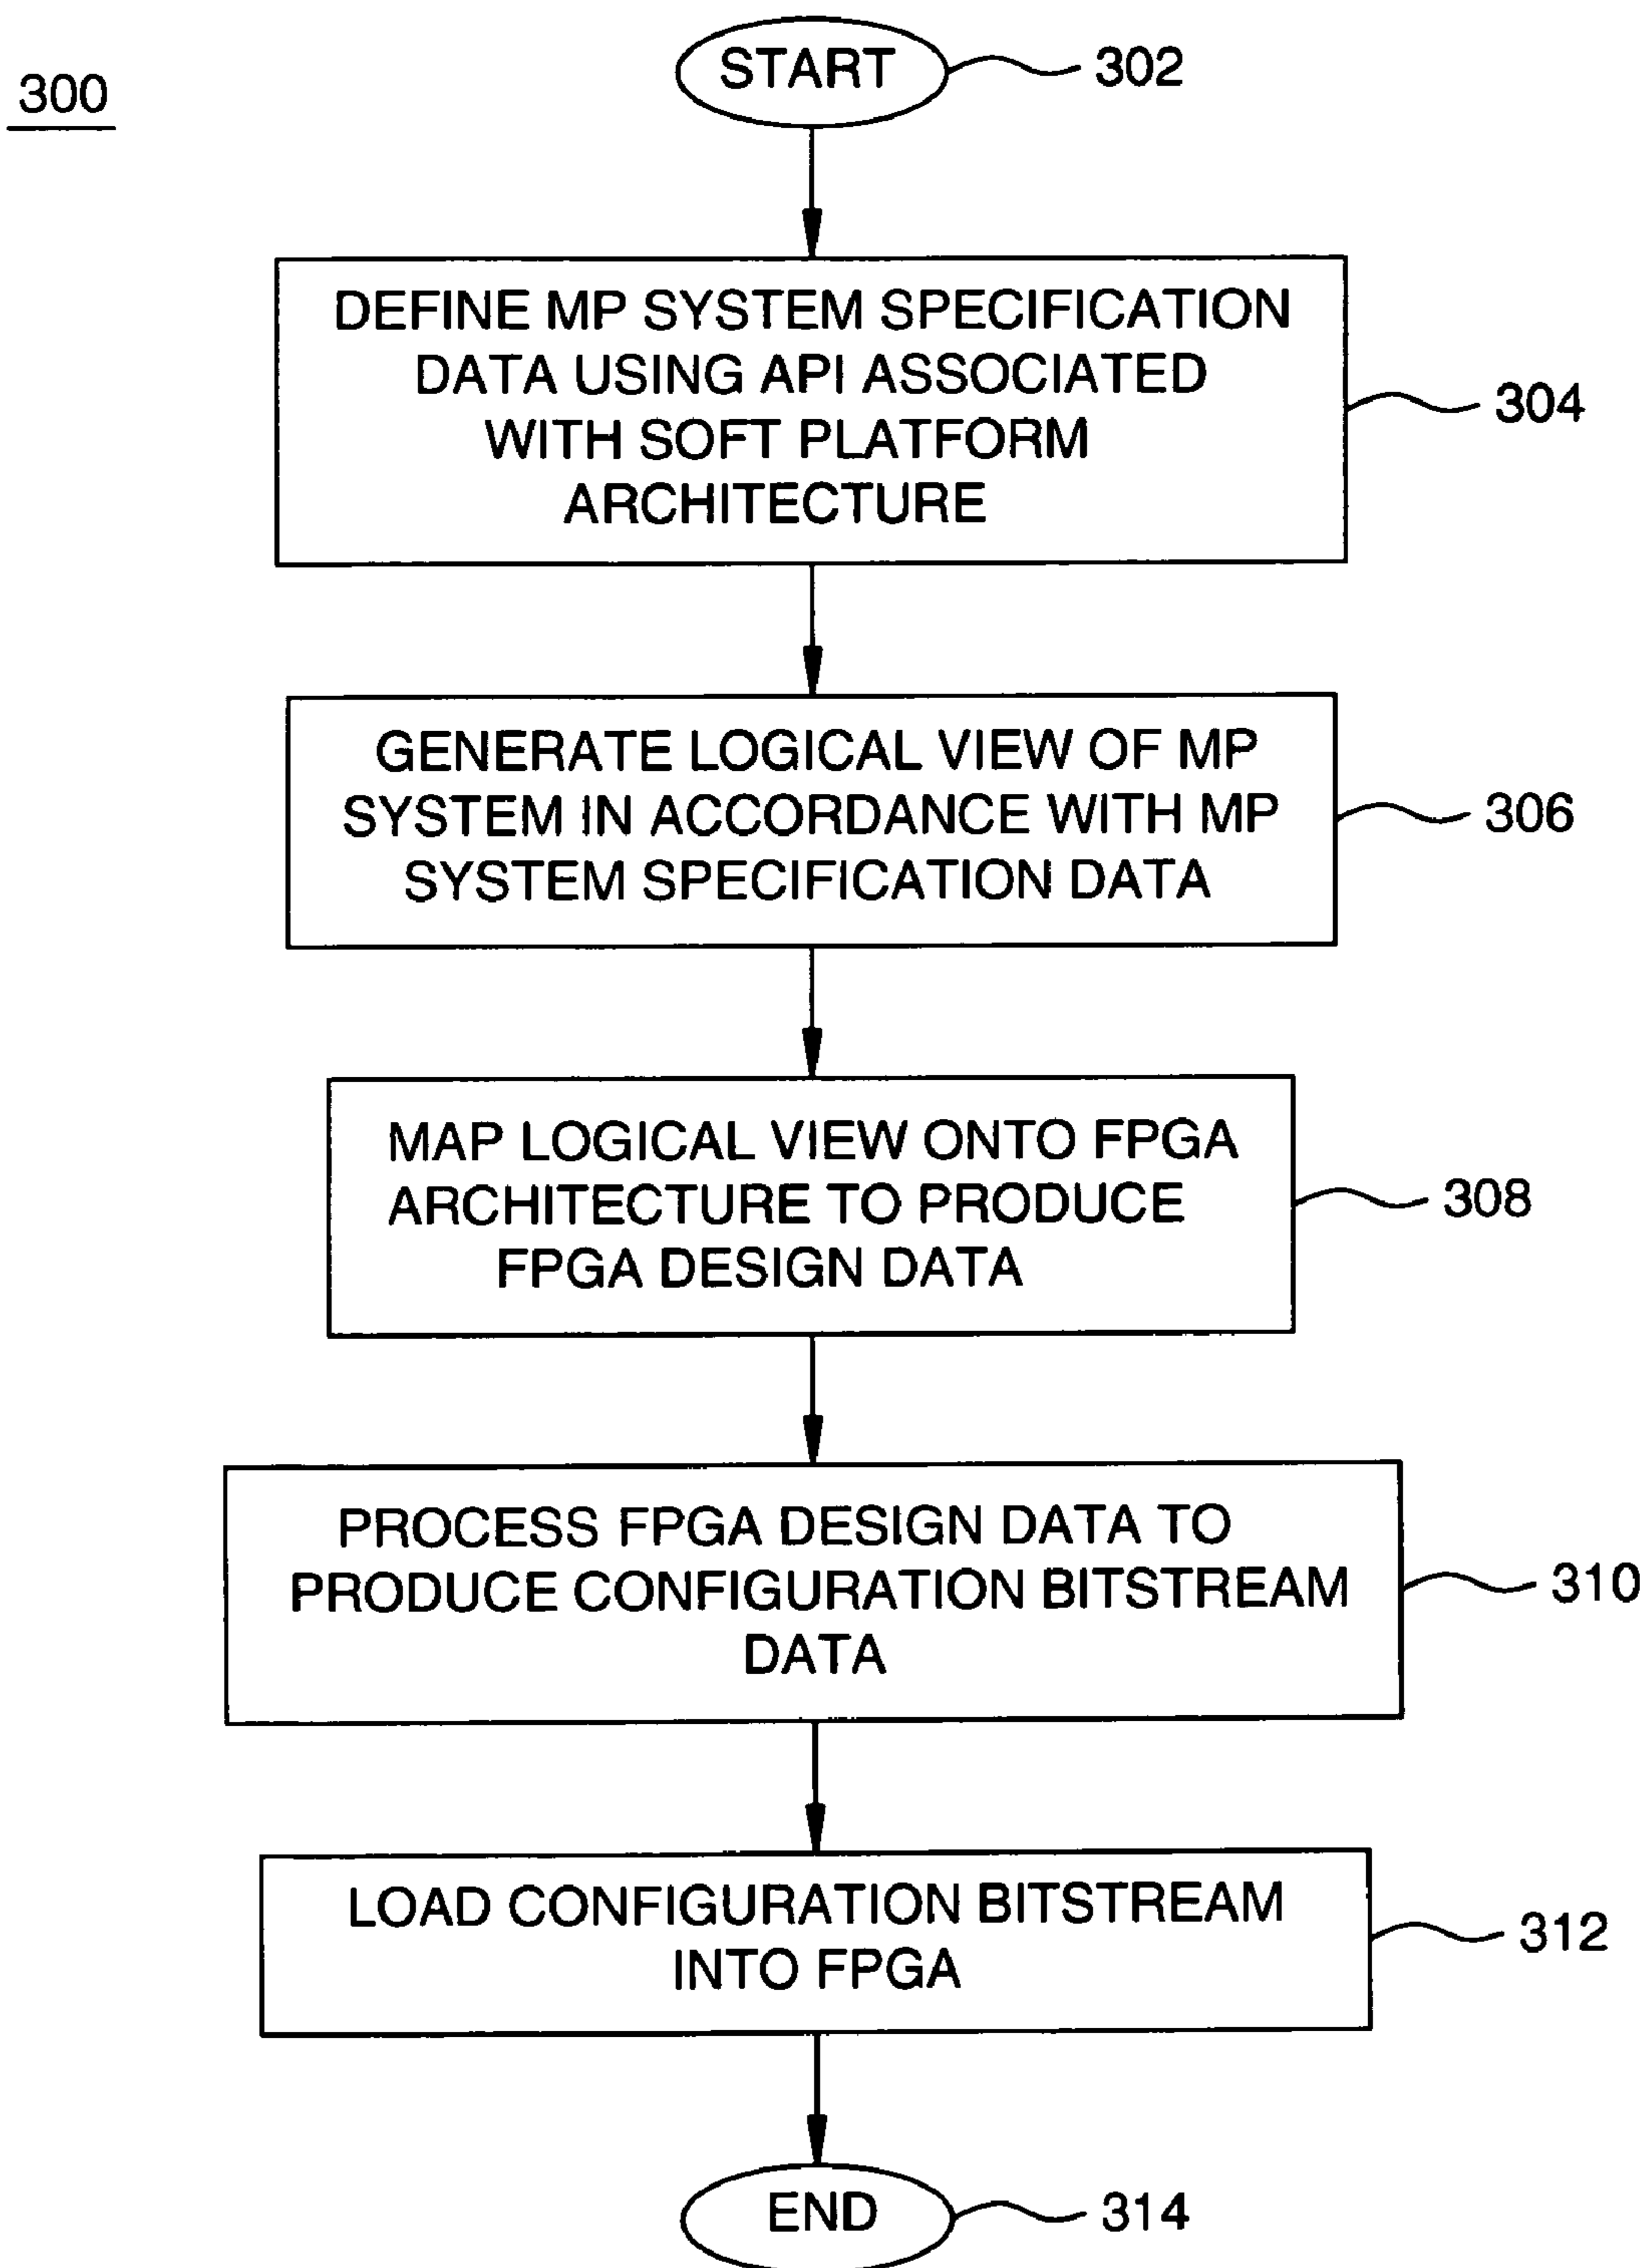 300
START
302
DEFINE MP SYSTEM SPECIFICATION
DATA USING API ASSOCIATED
WITH SOFT PLATFORM
ARCHITECTURE
304
GENERATE LOGICAL VIEW OF MP
SYSTEM IN ACCORDANCE WITH MP
SYSTEM SPECIFICATION DATA
306
MAP LOGICAL VIEW ONTO FPGA
ARCHITECTURE TO PRODUCE
FPGA DESIGN DATA
308
PROCESS FPGA DESIGN DATA TO
PRODUCE CONFIGURATION BITSTREAM
DATA
310
LOAD CONFIGURATION BITSTREAM
INTO FPGA
312
END
314